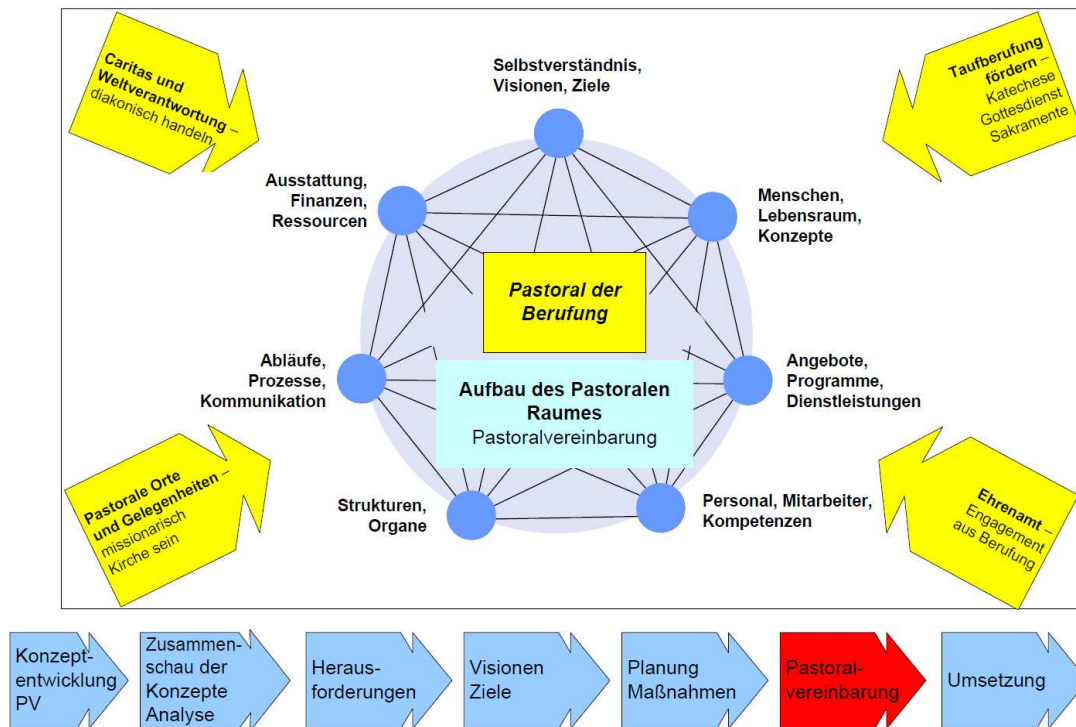 Caritas und
Weltverantwortung –
diakonisch handeln
Selbstverständnis,
Visionen, Ziele
Taufberufung
fördern –
Katechese
Gottesdienst
Sakramente
Ausstattung,
Finanzen,
Ressourcen
Menschen,
Lebensraum,
Konzepte
Pastoral der
Berufung
Abläufe,
Prozesse,
Kommunikation
Aufbau des Pastoralen
Raumes
Pastoralvereinbarung
Angebote,
Programme,
Dienstleistungen
Pastorale Orte
und Gelegenheiten –
missionarisch
Kirche sein
Strukturen,
Organe
Personal, Mitarbeiter,
Kompetenzen
Ehrenamt –
Engagement
aus Berufung
Konzept-
entwicklung
PV
Zusammen-
schau der
Konzepte
Analyse
Heraus-
forderungen
Visionen
Ziele
Planung
Maßnahmen
Pastoral-
vereinbarung
Umsetzung